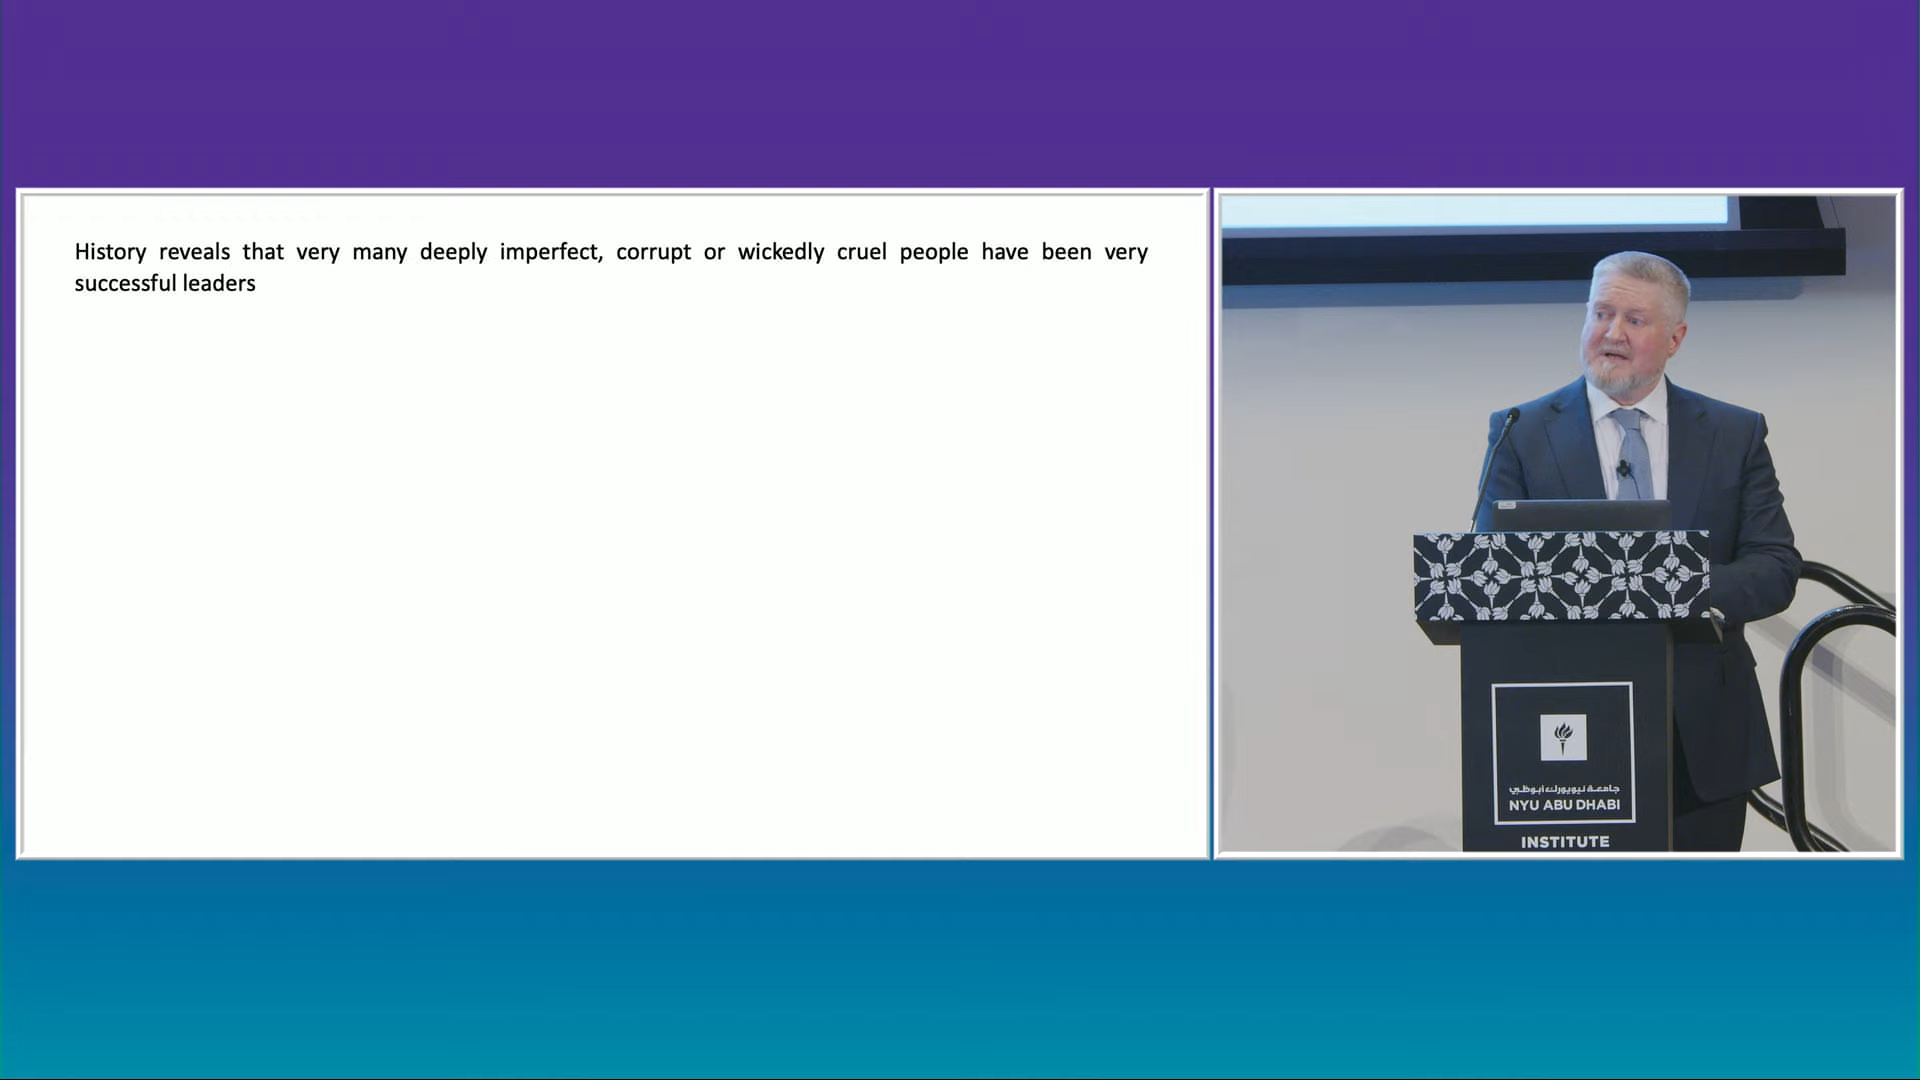 History reveals that very many deeply imperfect, corrupt or wickedly cruel people have been very
successful leaders
جامعة نيويورك أبوظبي
NYU ABU DHABI
INSTITUTE